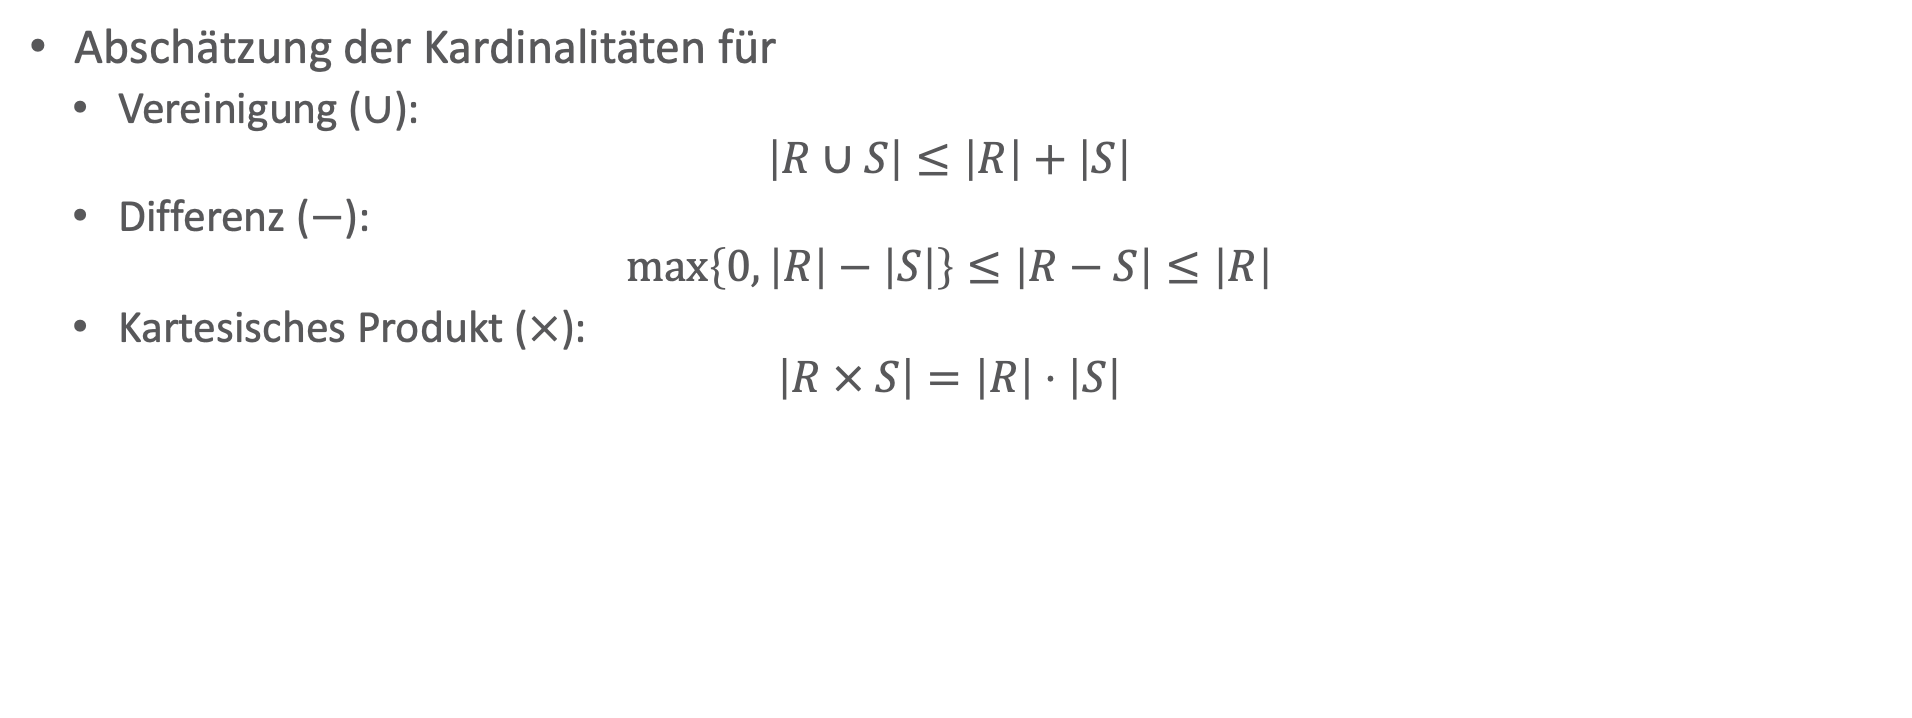 • Abschätzung der Kardinalitäten für
• Vereinigung (∪):
|R ∪ S| ≤ |R| + |S|
• Differenz (−):
max{0, |R| − |S|} ≤ |R − S| ≤ |R|
• Kartesisches Produkt (×):
|R × S| = |R| · |S|